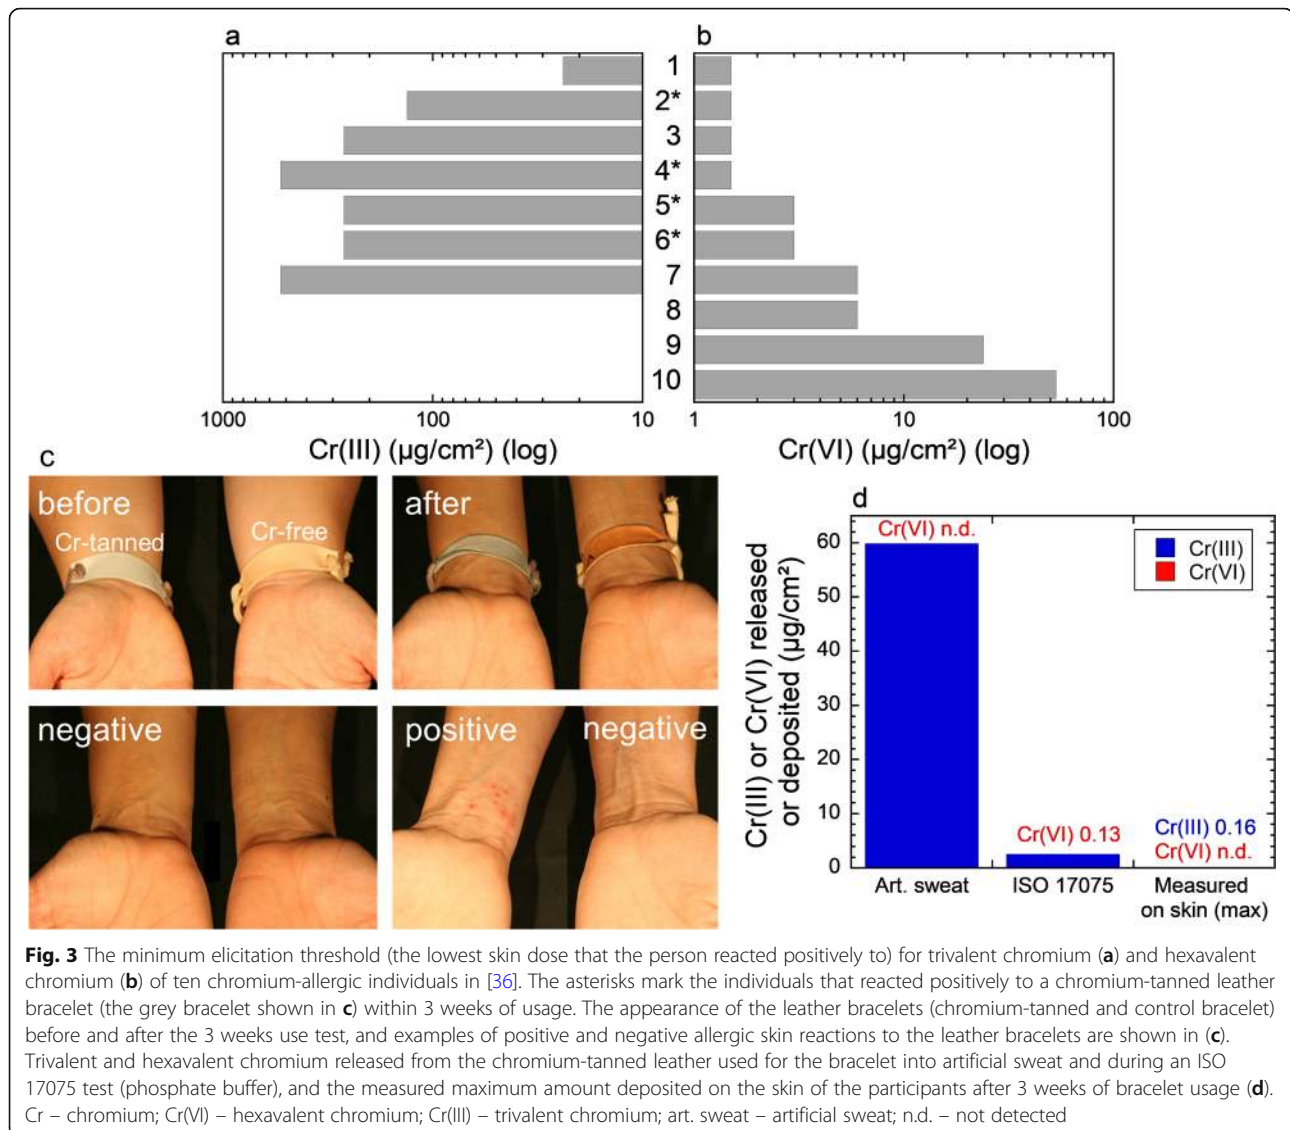 a
b
1
2*
3
4*
5*
6*
7
8
9
10
1000 100 10
1 10 100
Cr(III) (µg/cm²) (log)
Cr(VI) (µg/cm²) (log)
c
before
Cr-tanned
Cr-free
after
negative
positive
negative
d
Cr(III) or Cr(VI) released
or deposited (µg/cm²)
60
50
40
30
20
10
0
Cr(VI) n.d.
Cr(III)
Cr(VI)
Cr(VI) 0.13
Cr(III) 0.16
Cr(VI) n.d.
Art. sweat
ISO 17075
Measured
on skin (max)
Fig. 3 The minimum elicitation threshold (the lowest skin dose that the person reacted positively to) for trivalent chromium (a) and hexavalent
chromium (b) of ten chromium-allergic individuals in [36]. The asterisks mark the individuals that reacted positively to a chromium-tanned leather
bracelet (the grey bracelet shown in c) within 3 weeks of usage. The appearance of the leather bracelets (chromium-tanned and control bracelet)
before and after the 3 weeks use test, and examples of positive and negative allergic skin reactions to the leather bracelets are shown in (c).
Trivalent and hexavalent chromium released from the chromium-tanned leather used for the bracelet into artificial sweat and during an ISO
17075 test (phosphate buffer), and the measured maximum amount deposited on the skin of the participants after 3 weeks of bracelet usage (d).
Cr – chromium; Cr(VI) – hexavalent chromium; Cr(III) – trivalent chromium; art. sweat – artificial sweat; n.d. – not detected